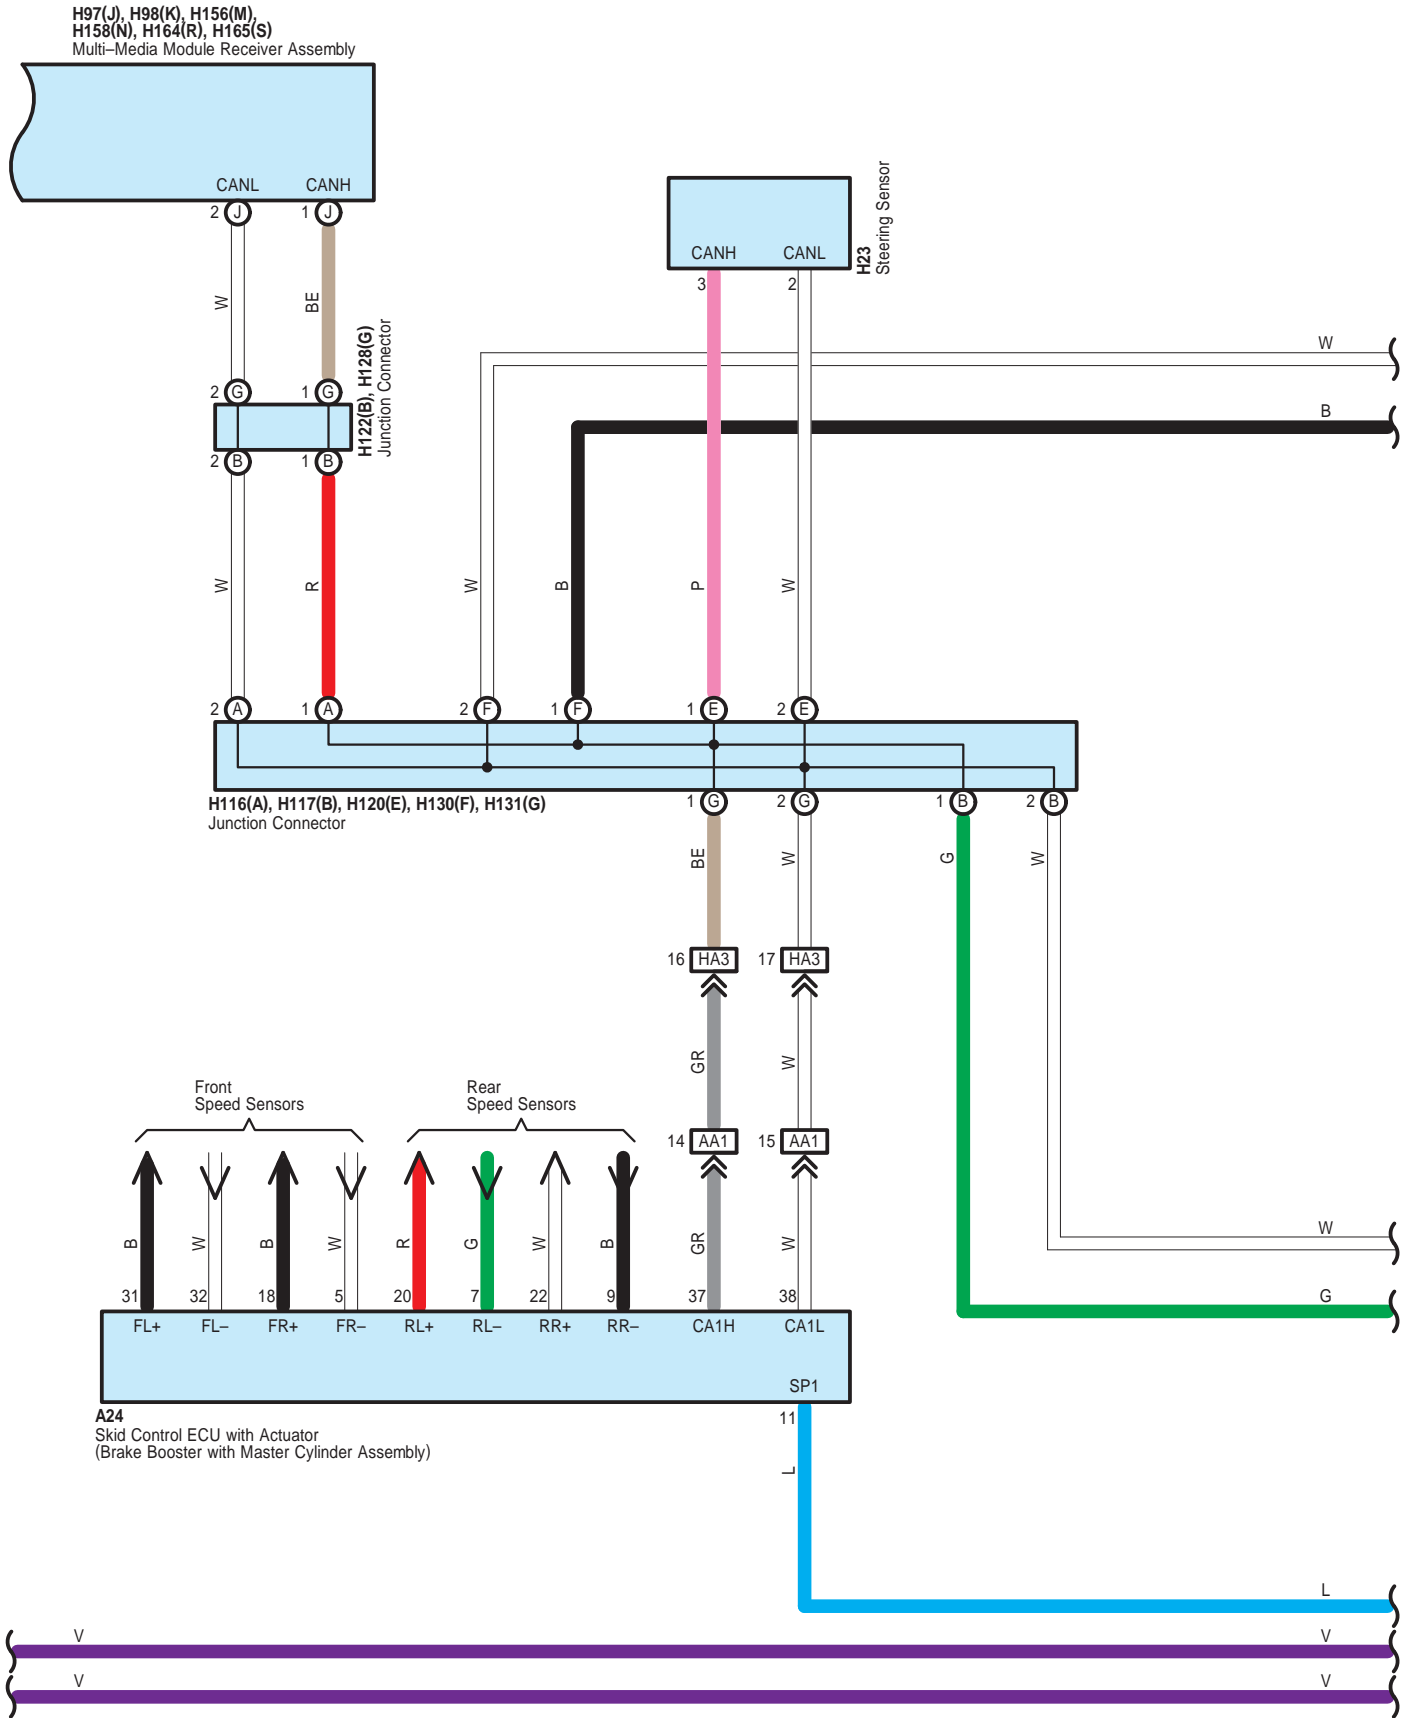 H97(J), H98(K), H156(M),
H158(N), H164(R), H165(S)
Multi–Media Module Receiver Assembly
CANL CANH
2 J 1 J
W BE
H122(B), H128(G)
Junction Connector
2 G 1 G
2 B 1 B
W R
CANH CANL
H23
Steering Sensor
3 2
W
B
W B P W
2 A 1 A 2 F 1 F 1 E 2 E
H116(A), H117(B), H120(E), H130(F), H131(G)
Junction Connector
1 G 2 G 1 B 2 B
BE W G W
16 HA3 17 HA3
GR W
14 AA1 15 AA1
Front
Speed Sensors
Rear
Speed Sensors
B W B W R G W B GR W
31 32 18 5 20 7 22 9 37 38
FL+ FL– FR+ FR– RL+ RL– RR+ RR– CA1H CA1L
W
G
SP1
A24
Skid Control ECU with Actuator
(Brake Booster with Master Cylinder Assembly)
11
L
L
V V
V V